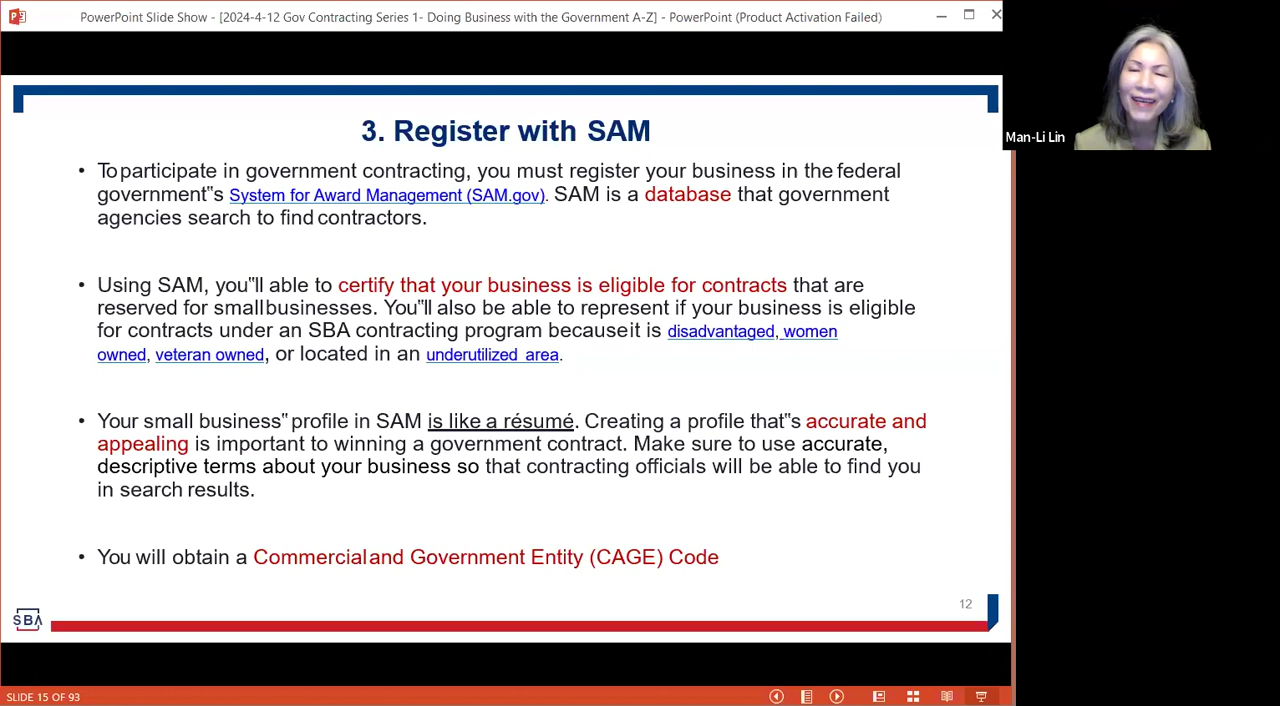 PowerPoint Slide Show - [2024-4-12 Gov Contracting Series 1- Doing Business with the Government A-Z] - PowerPoint (Product Activation Failed)
Man-Li Lin
3. Register with SAM
• To participate in government contracting, you must register your business in the federal
government‟s System for Award Management (SAM.gov). SAM is a database that government
agencies search to find contractors.
• Using SAM, you‟ll able to certify that your business is eligible for contracts that are
reserved for small businesses. You‟ll also be able to represent if your business is eligible
for contracts under an SBA contracting program because it is disadvantaged, women
owned, veteran owned, or located in an underutilized area.
• Your small business‟ profile in SAM is like a résumé. Creating a profile that‟s accurate and
appealing is important to winning a government contract. Make sure to use accurate,
descriptive terms about your business so that contracting officials will be able to find you
in search results.
• You will obtain a Commercial and Government Entity (CAGE) Code
12
SBA
SLIDE 15 OF 93